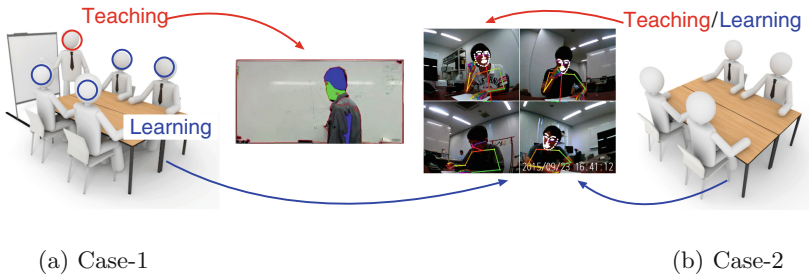 Teaching
Teaching/Learning
Learning
2015/09/23 16:41:12
(a) Case-1
(b) Case-2